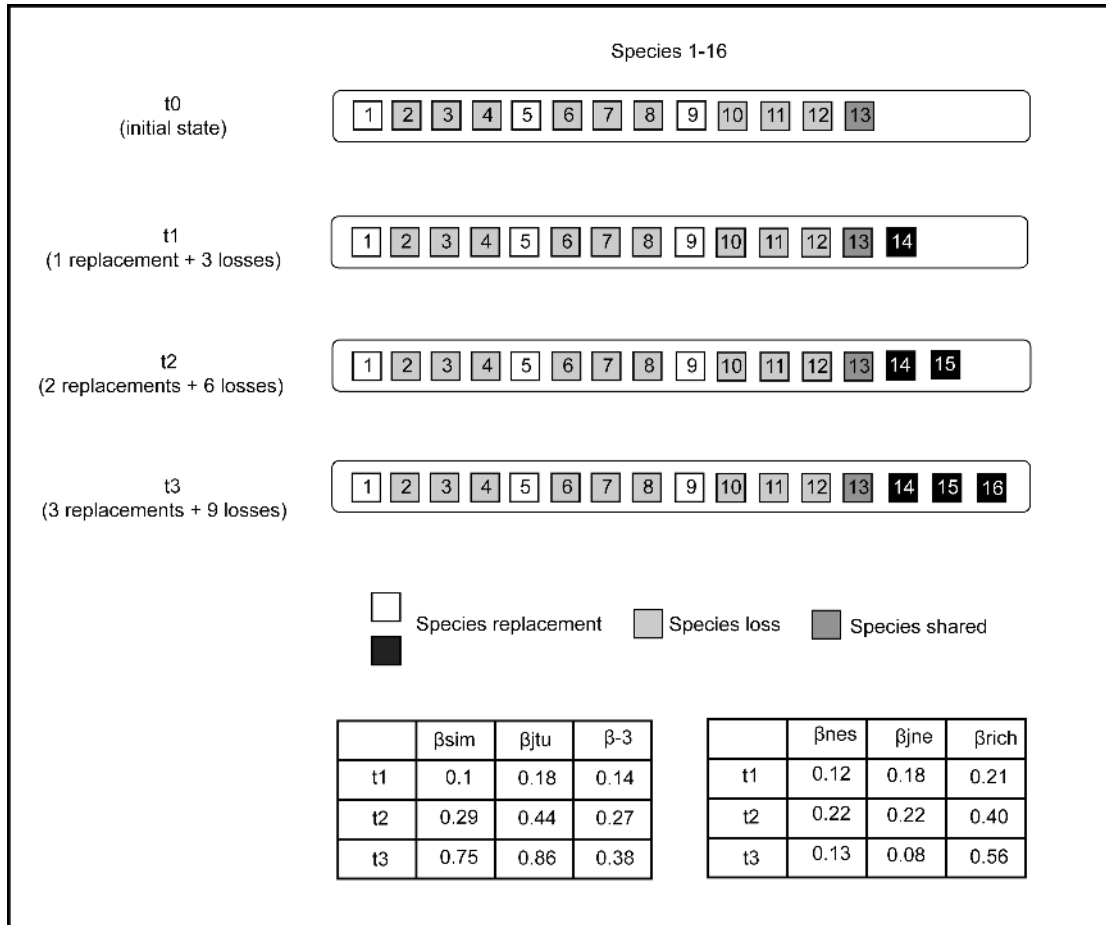 Species 1-16
t0
(initial state)
1 2 3 4 5 6 7 8 9 10 11 12 13
t1
(1 replacement + 3 losses)
1 2 3 4 5 6 7 8 9 10 11 12 13 14
t2
(2 replacements + 6 losses)
1 2 3 4 5 6 7 8 9 10 11 12 13 14 15
t3
(3 replacements + 9 losses)
1 2 3 4 5 6 7 8 9 10 11 12 13 14 15 16
Species replacement
Species loss
Species shared
βsim βjtu β-3
t1 0.1 0.18 0.14
t2 0.29 0.44 0.27
t3 0.75 0.86 0.38
βnes βjne βrich
t1 0.12 0.18 0.21
t2 0.22 0.22 0.40
t3 0.13 0.08 0.56